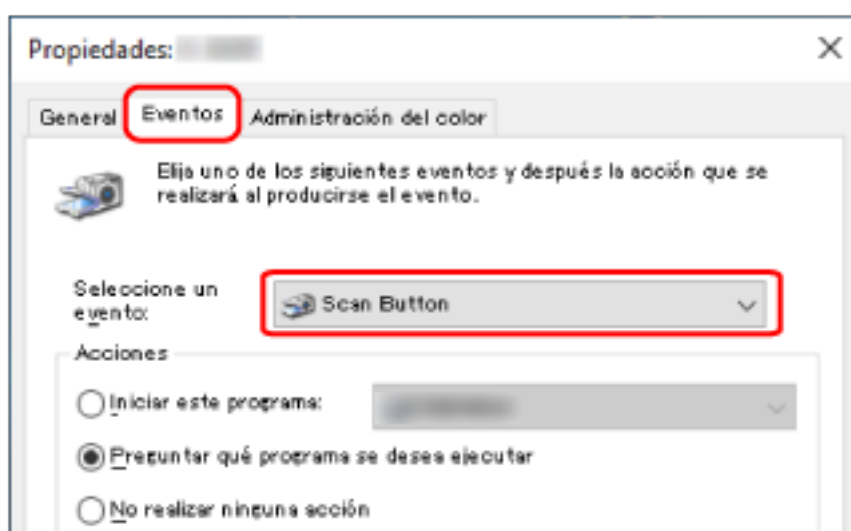 Propiedades:
General Eventos Administración del color
Elija uno de los siguientes eventos y después la acción que se
realizará al producirse el evento.
Seleccione un
evento:
Scan Button
Acciones
Iniciar este programa:
Preguntar qué programa se desea ejecutar
No realizar ninguna acción